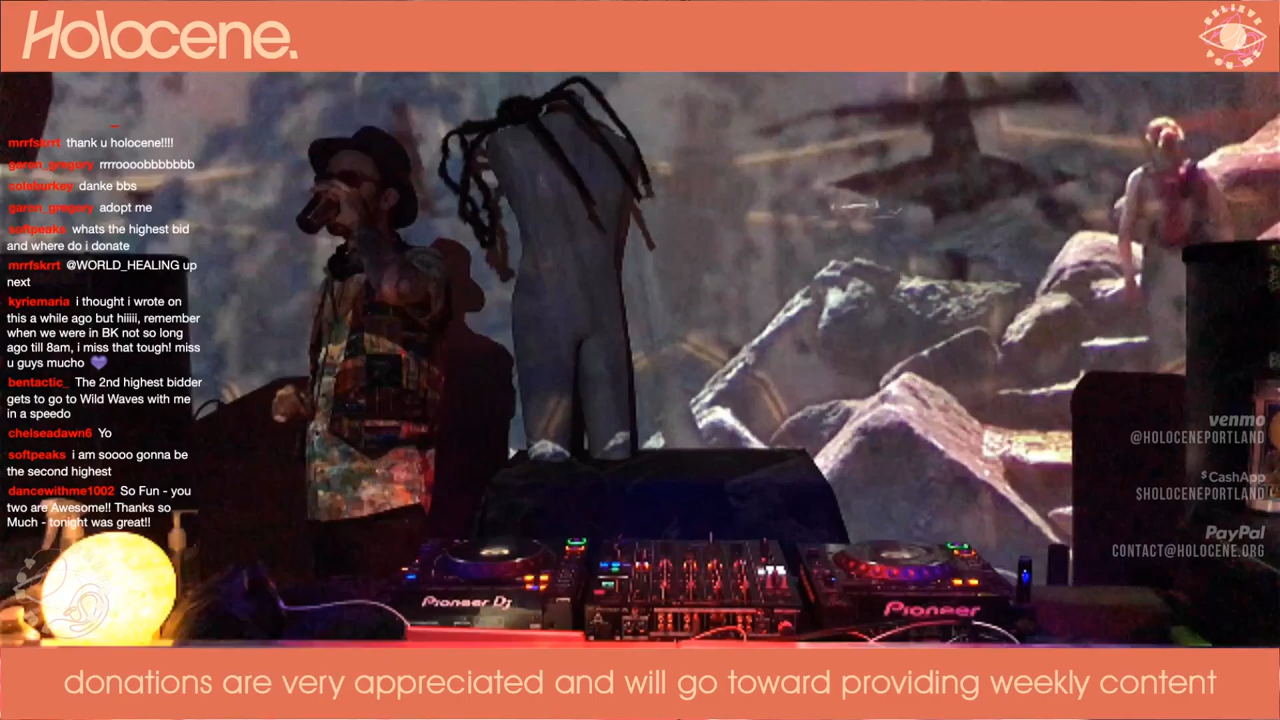 Holocene.
BELIEVE
mrrfskrrt thank u holocene!!!!
garen_gregory rrrroooobbbbbbb
coleburkey danke bbs
garen_gregory adopt me
softpeaks whats the highest bid
and where do i donate
mrrfskrrt @WORLD_HEALING up
next
kyriemaria i thought i wrote on
this a while ago but hiiiii, remember
when we were in BK not so long
ago till 8am, i miss that tough! miss
u guys mucho 💜
bentactic_ The 2nd highest bidder
gets to go to Wild Waves with me
in a speedo
chelseadawn6 Yo
softpeaks i am soooo gonna be
the second highest
dancewithme1002 So Fun - you
two are Awesome!! Thanks so
Much - tonight was great!!
venmo
@HOLOCENEPORTLAND
$CashApp
$HOLOCENEPORTLAND
PayPal
CONTACT@HOLOCENE.ORG
Pioneer Dj
Pioneer
donations are very appreciated and will go toward providing weekly content